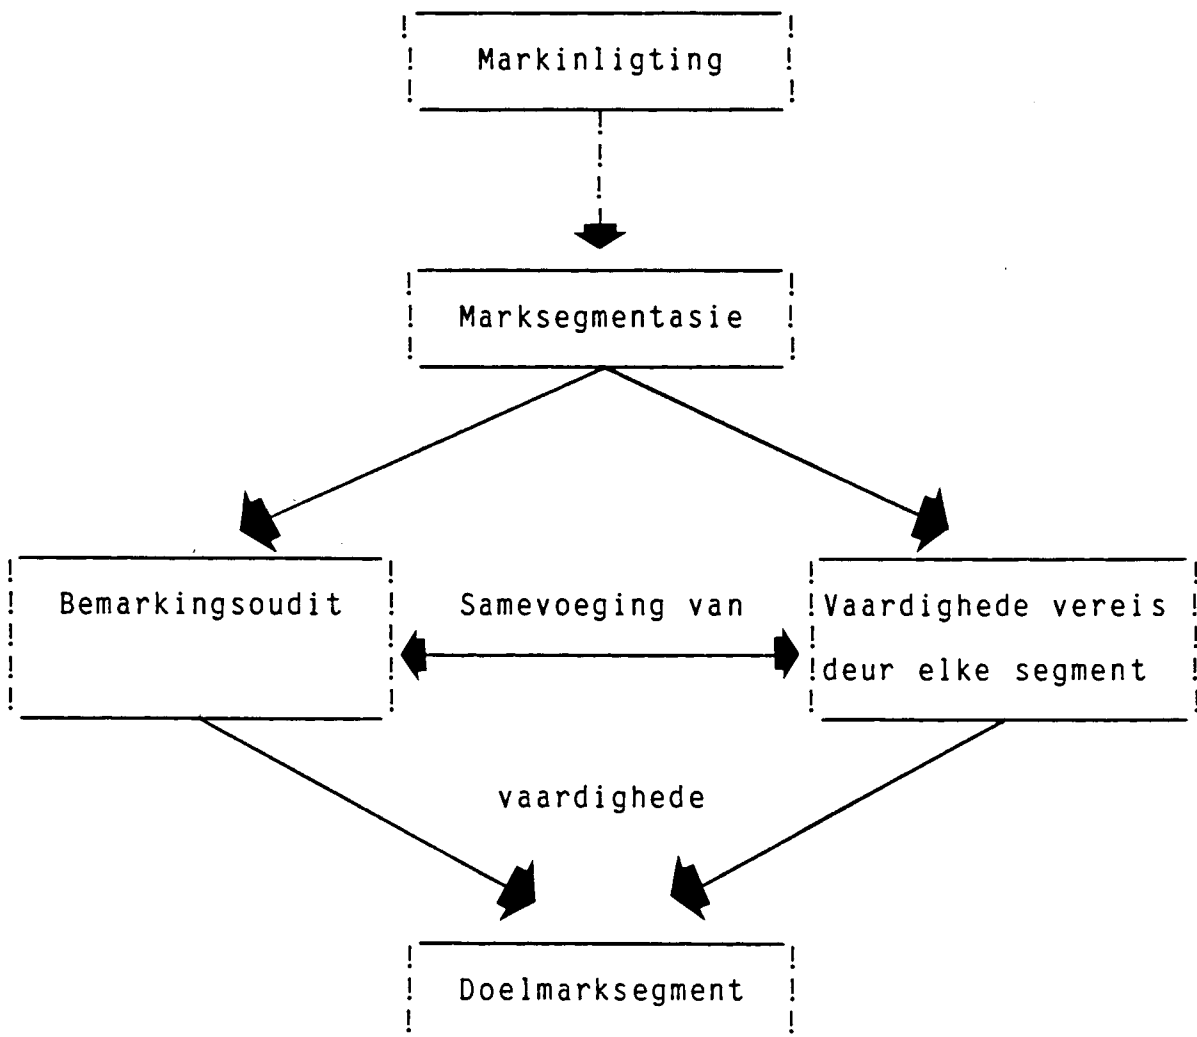 Markinligting
Marksegmentasie
Bemarkingsoudit
Samevoeging van
Vaardighede vereis
deur elke segment
vaardighede
Doelmarksegment